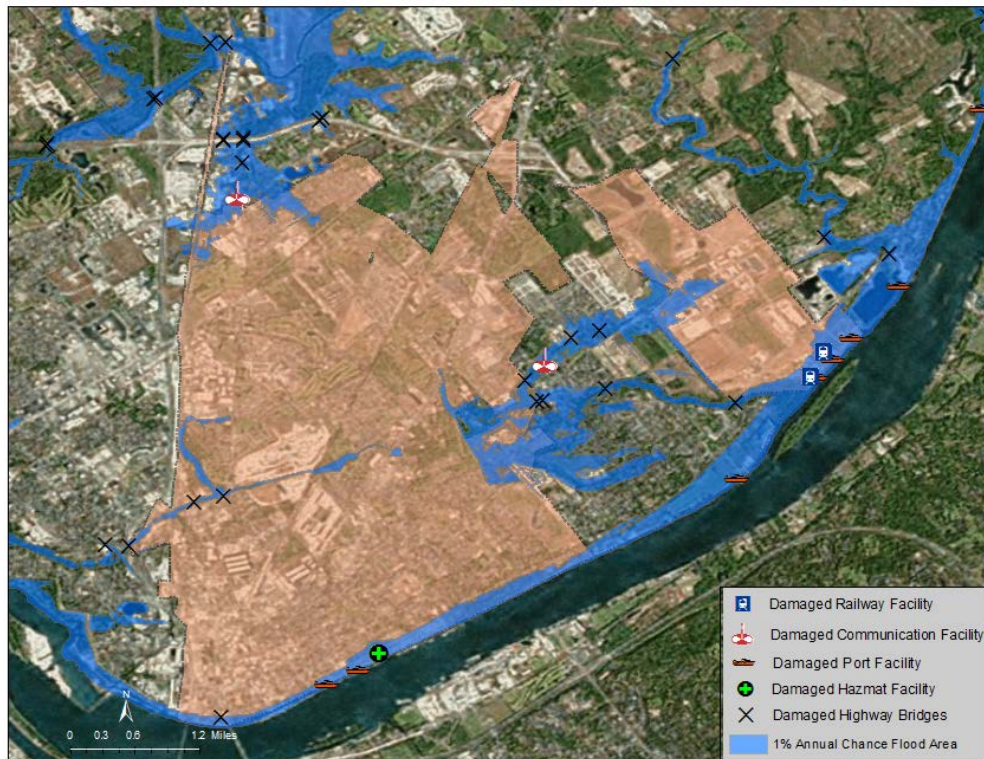 Damaged Railway Facility
Damaged Communication Facility
Damaged Port Facility
Damaged Hazmat Facility
Damaged Highway Bridges
1% Annual Chance Flood Area
N
0 0.3 0.6 1.2 Miles